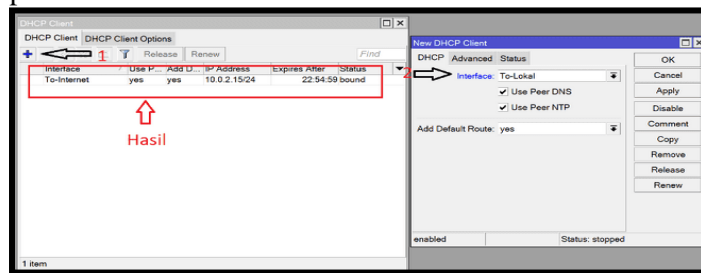 DHCP Client
DHCP Client DHCP Client Options
1 Release Renew Find
Interface Use P... Add D... IP Address Expires After Status
To-Internet yes yes 10.0.2.15/24 22:54:59 bound
Hasil
1 item
New DHCP Client
DHCP Advanced Status
2 Interface: To-Lokal
Use Peer DNS
Use Peer NTP
Add Default Route: yes
OK
Cancel
Apply
Disable
Comment
Copy
Remove
Release
Renew
enabled Status: stopped